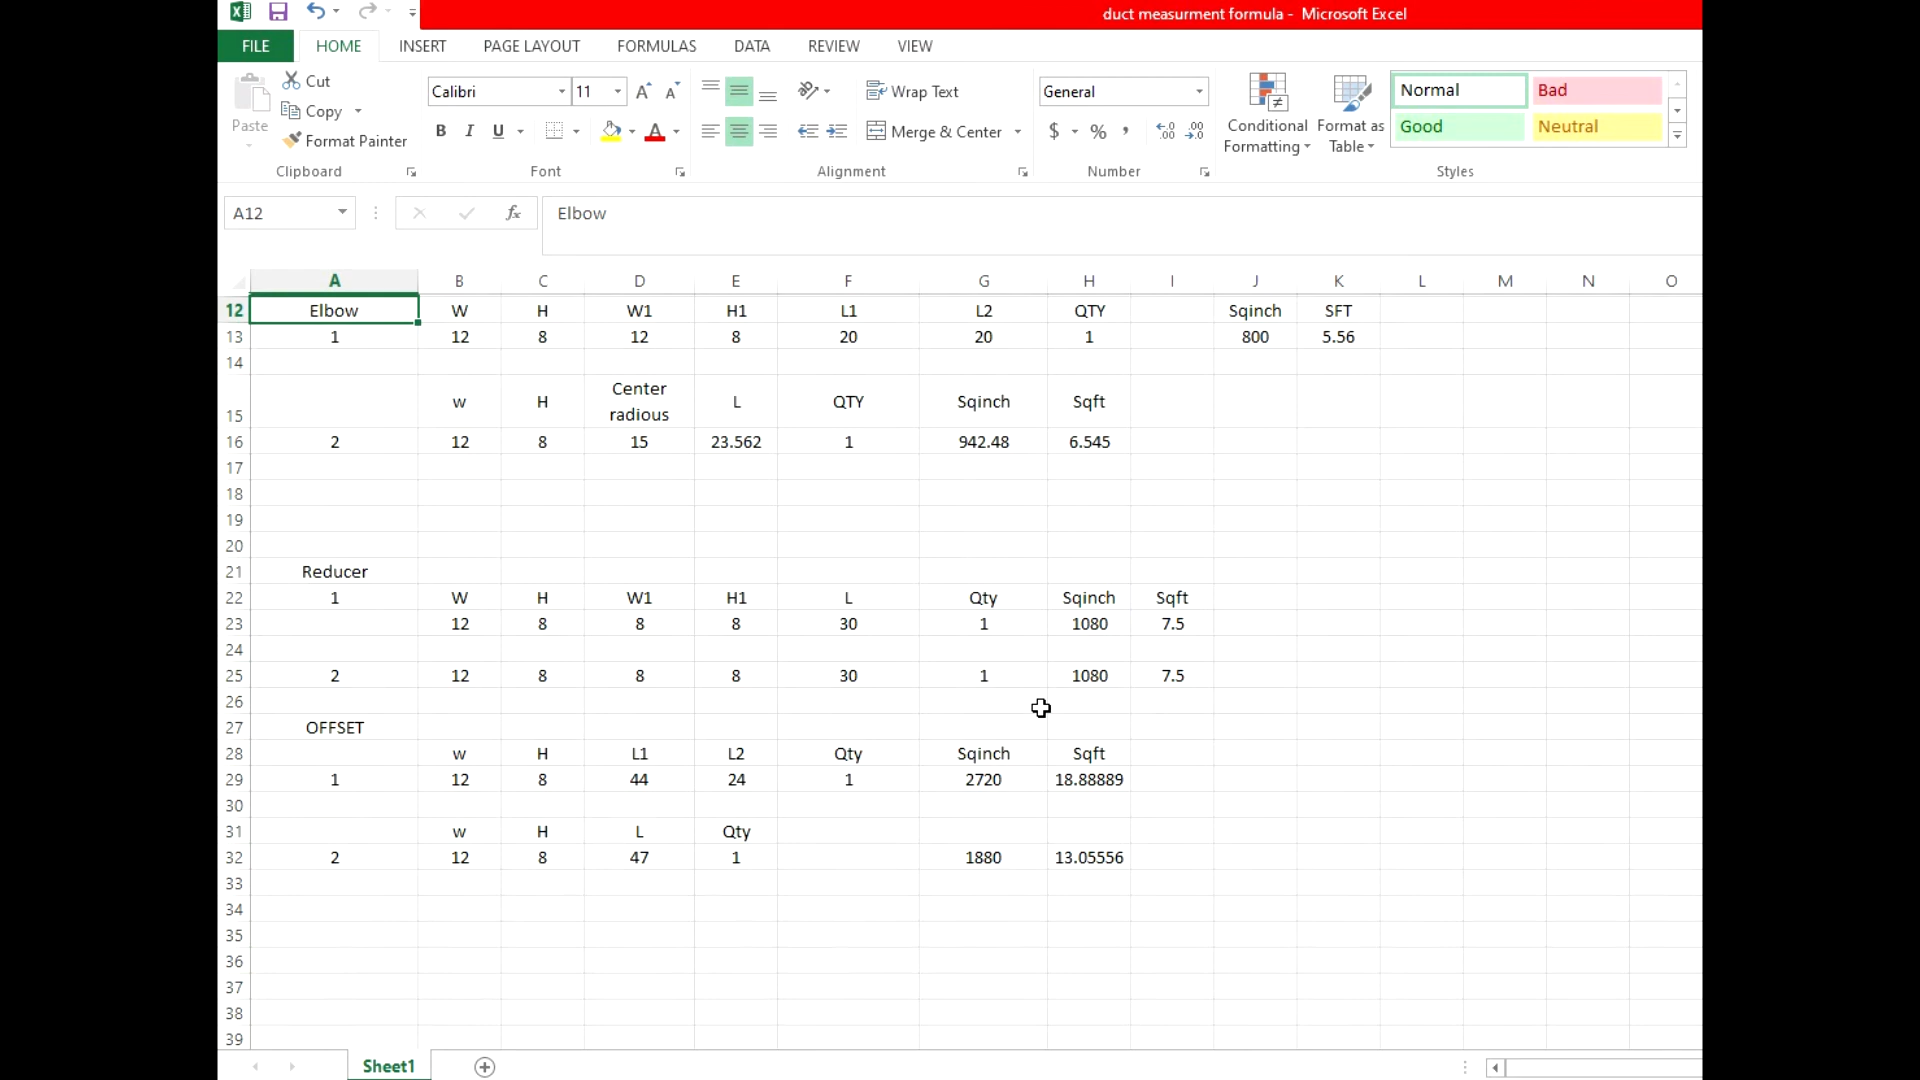 duct measurment formula - Microsoft Excel
FILE HOME INSERT PAGE LAYOUT FORMULAS DATA REVIEW VIEW
Paste
Cut
Copy
Format Painter
Clipboard
Calibri 11
B I U
Font
Wrap Text
Merge & Center
Alignment
General
$ % ,
Number
Conditional Formatting
Format as Table
Normal Bad
Good Neutral
Styles
A12 fx Elbow
A B C D E F G H I J K L M N O
12 Elbow W H W1 H1 L1 L2 QTY Sqinch SFT
13 1 12 8 12 8 20 20 1 800 5.56
14
15 w H Center radious L QTY Sqinch Sqft
16 2 12 8 15 23.562 1 942.48 6.545
17
18
19
20
21 Reducer
22 1 W H W1 H1 L Qty Sqinch Sqft
23 12 8 8 8 30 1 1080 7.5
24
25 2 12 8 8 8 30 1 1080 7.5
26
27 OFFSET
28 w H L1 L2 Qty Sqinch Sqft
29 1 12 8 44 24 1 2720 18.88889
30
31 w H L Qty
32 2 12 8 47 1 1880 13.05556
33
34
35
36
37
38
39
Sheet1